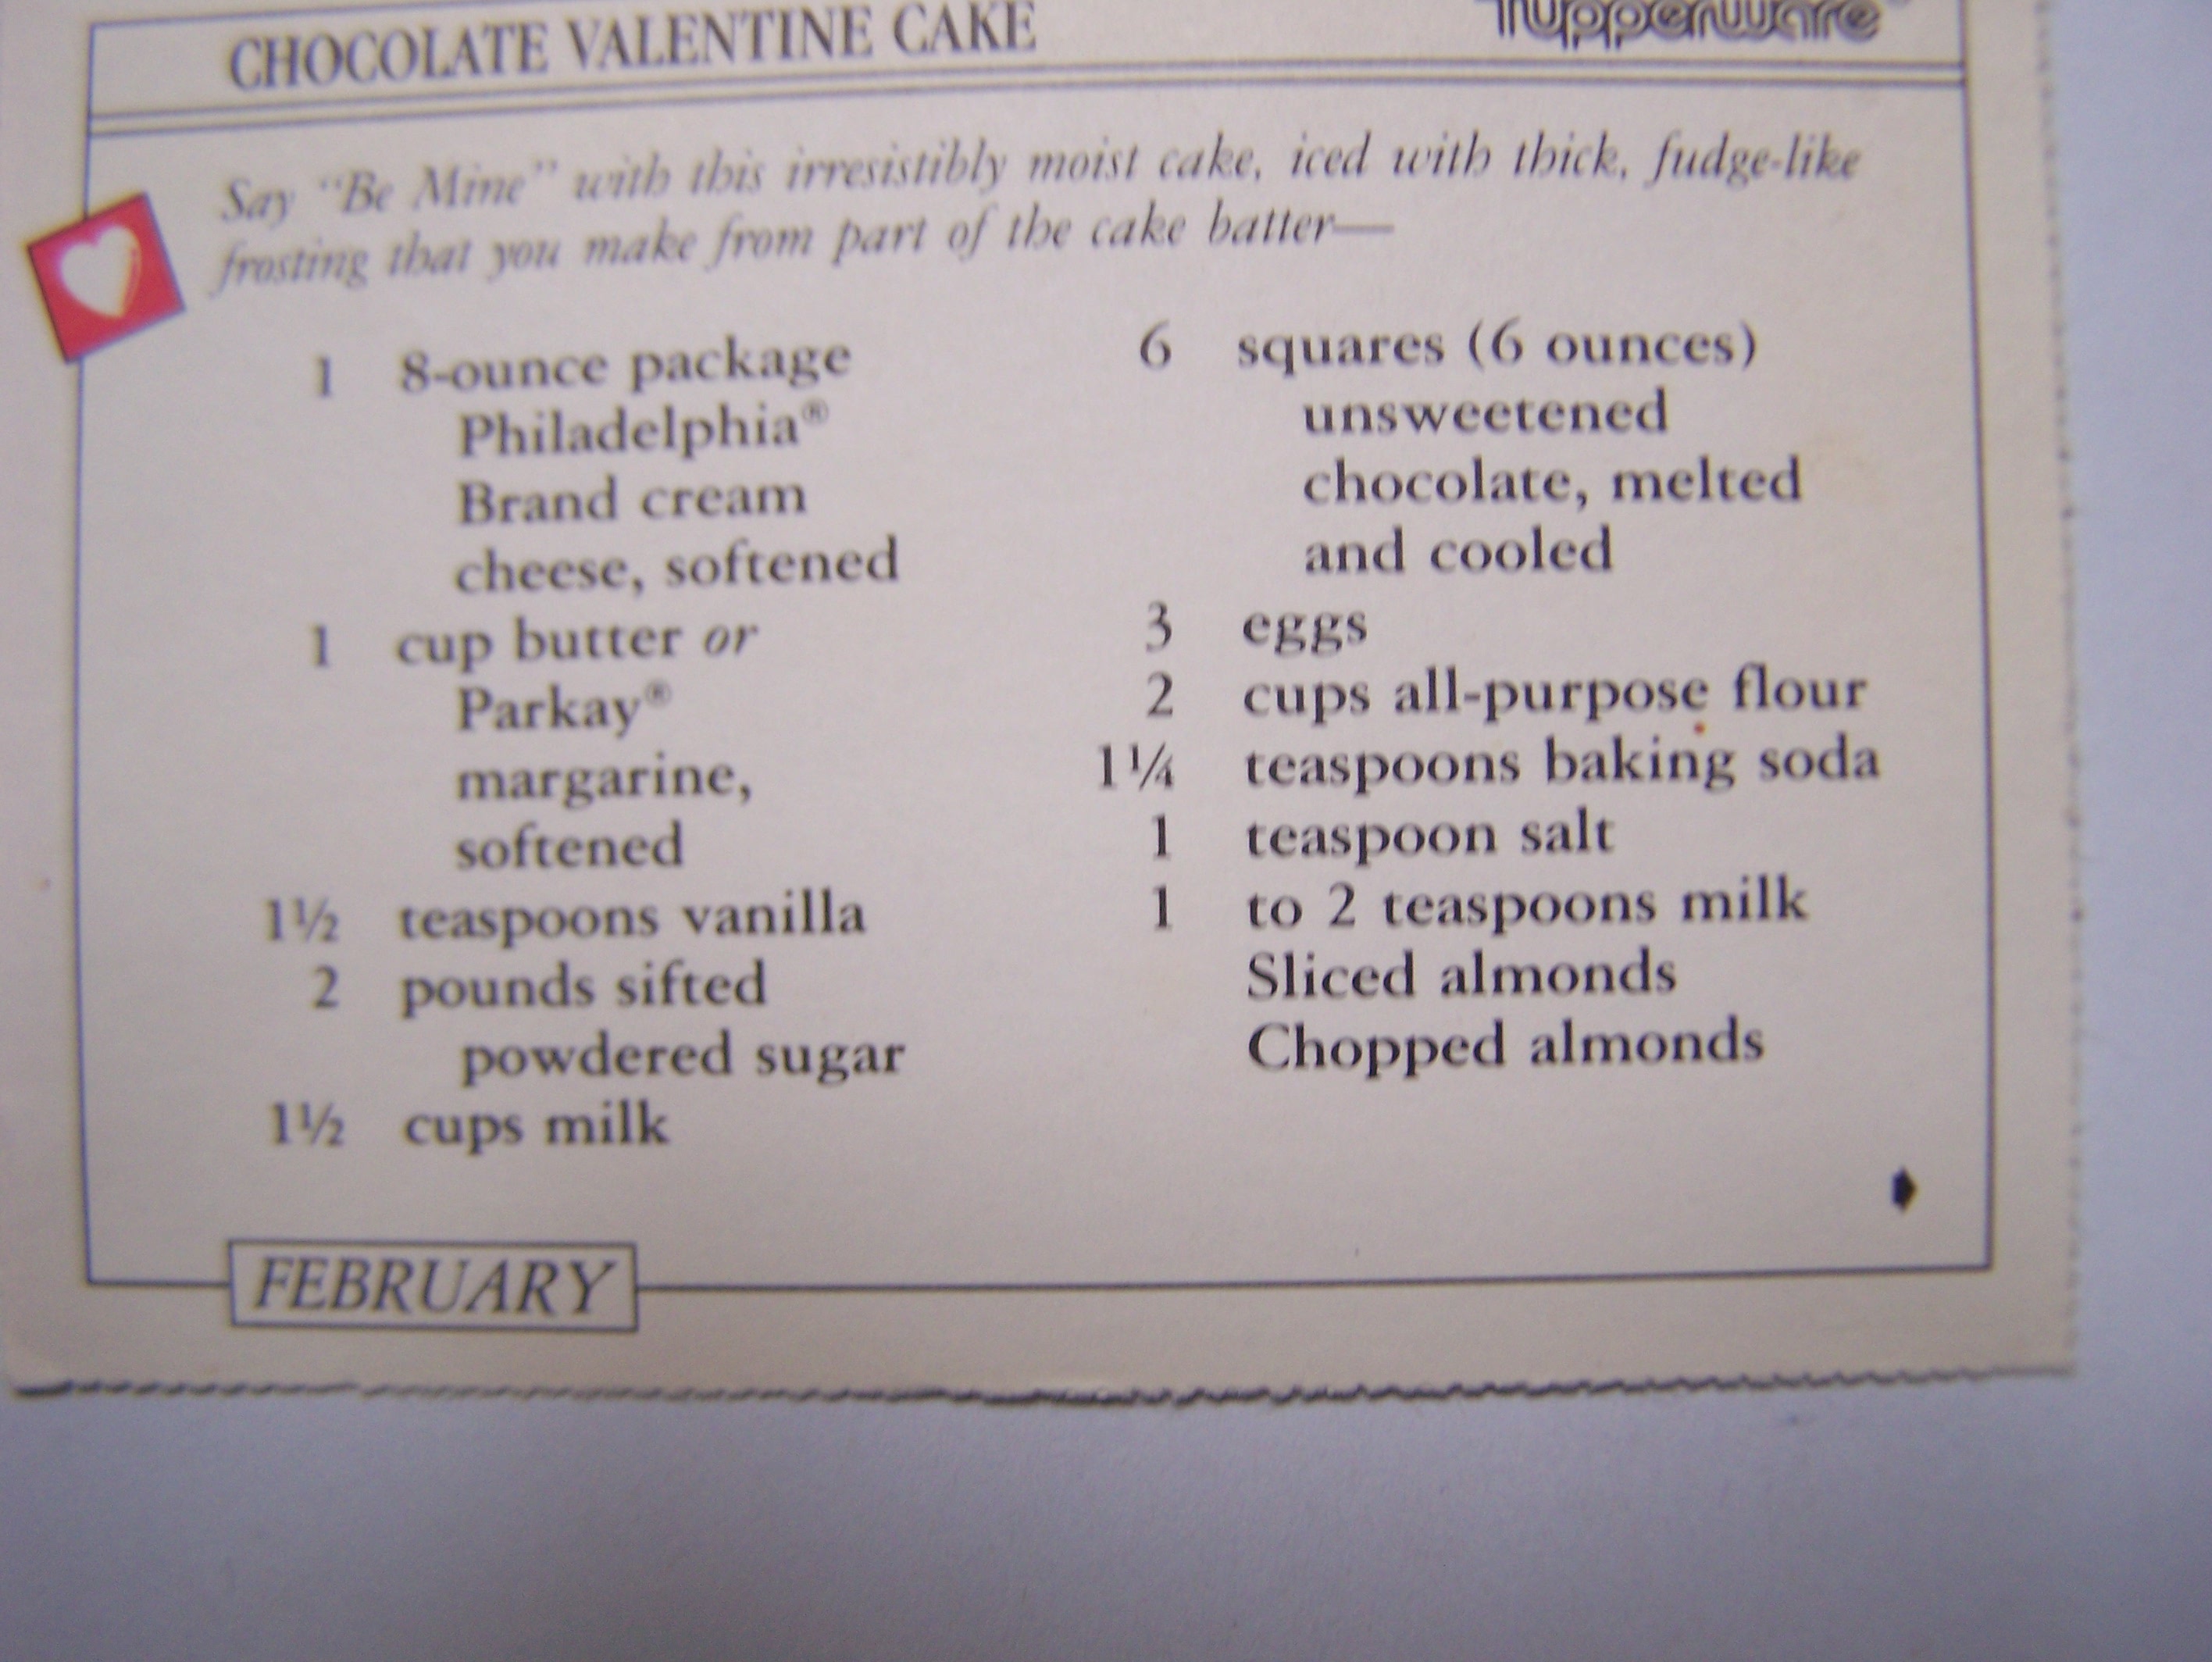 CHOCOLATE VALENTINE CAKE
Tupperware®
Say "Be Mine" with this irresistibly moist cake, iced with thick, fudge-like
frosting that you make from part of the cake batter—
1 8-ounce package
Philadelphia®
Brand cream
cheese, softened
1 cup butter or
Parkay®
margarine,
softened
1½ teaspoons vanilla
2 pounds sifted
powdered sugar
1½ cups milk
6 squares (6 ounces)
unsweetened
chocolate, melted
and cooled
3 eggs
2 cups all-purpose flour
1¼ teaspoons baking soda
1 teaspoon salt
1 to 2 teaspoons milk
Sliced almonds
Chopped almonds
FEBRUARY